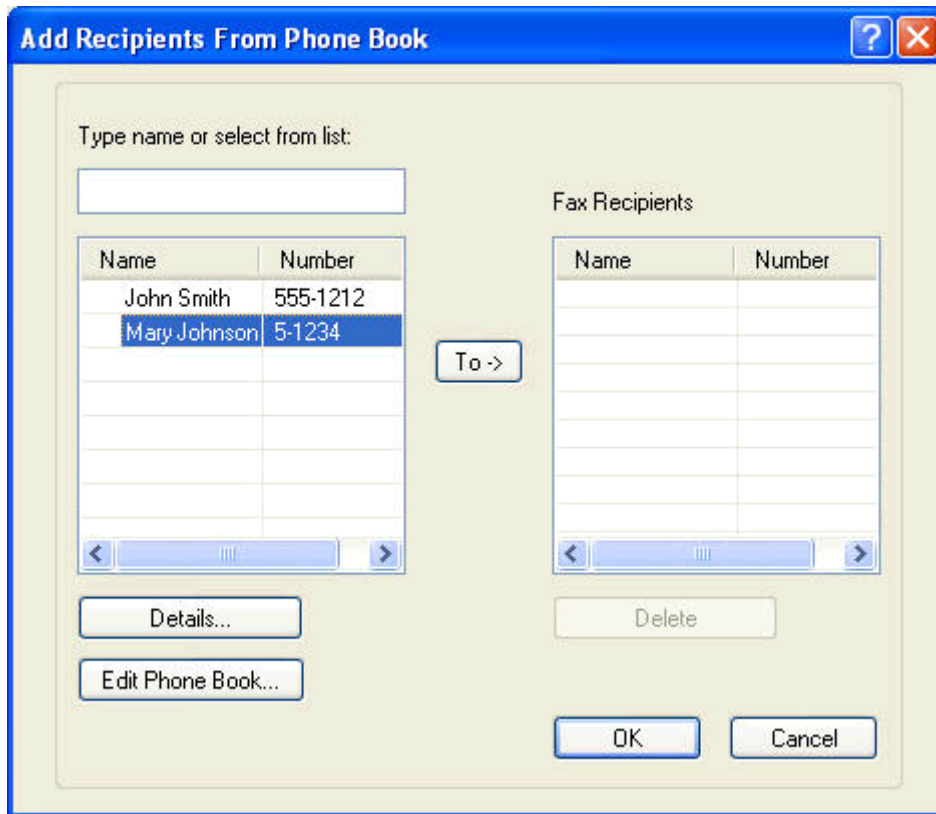 Add Recipients From Phone Book
Type name or select from list:
Fax Recipients
Name Number
John Smith 555-1212
Mary Johnson 5-1234
To ->
Name Number
Details...
Edit Phone Book...
Delete
OK Cancel